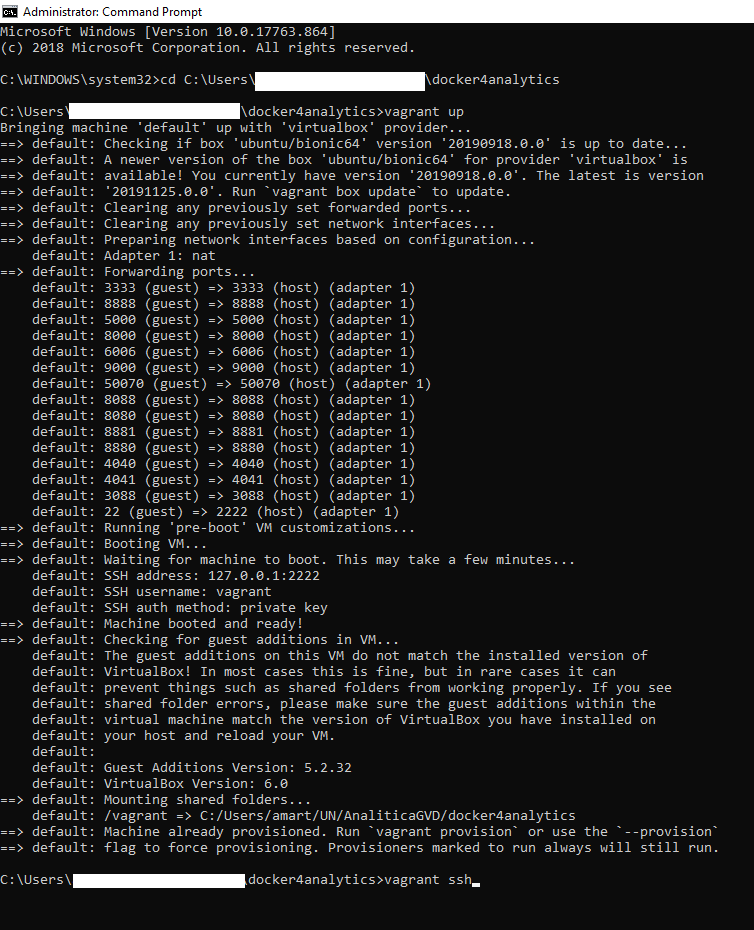 Administrator: Command Prompt
Microsoft Windows [Version 10.0.17763.864]
(c) 2018 Microsoft Corporation. All rights reserved.
C:\WINDOWS\system32>cd C:\Users\ \docker4analytics
C:\Users\ \docker4analytics>vagrant up
Bringing machine 'default' up with 'virtualbox' provider...
==> default: Checking if box 'ubuntu/bionic64' version '20190918.0.0' is up to date...
==> default: A newer version of the box 'ubuntu/bionic64' for provider 'virtualbox' is
==> default: available! You currently have version '20190918.0.0'. The latest is version
==> default: '20191125.0.0'. Run `vagrant box update` to update.
==> default: Clearing any previously set forwarded ports...
==> default: Clearing any previously set network interfaces...
==> default: Preparing network interfaces based on configuration...
    default: Adapter 1: nat
==> default: Forwarding ports...
    default: 3333 (guest) => 3333 (host) (adapter 1)
    default: 8888 (guest) => 8888 (host) (adapter 1)
    default: 5000 (guest) => 5000 (host) (adapter 1)
    default: 8000 (guest) => 8000 (host) (adapter 1)
    default: 6006 (guest) => 6006 (host) (adapter 1)
    default: 9000 (guest) => 9000 (host) (adapter 1)
    default: 50070 (guest) => 50070 (host) (adapter 1)
    default: 8088 (guest) => 8088 (host) (adapter 1)
    default: 8080 (guest) => 8080 (host) (adapter 1)
    default: 8881 (guest) => 8881 (host) (adapter 1)
    default: 8880 (guest) => 8880 (host) (adapter 1)
    default: 4040 (guest) => 4040 (host) (adapter 1)
    default: 4041 (guest) => 4041 (host) (adapter 1)
    default: 3088 (guest) => 3088 (host) (adapter 1)
    default: 22 (guest) => 2222 (host) (adapter 1)
==> default: Running 'pre-boot' VM customizations...
==> default: Booting VM...
==> default: Waiting for machine to boot. This may take a few minutes...
    default: SSH address: 127.0.0.1:2222
    default: SSH username: vagrant
    default: SSH auth method: private key
==> default: Machine booted and ready!
==> default: Checking for guest additions in VM...
    default: The guest additions on this VM do not match the installed version of
    default: VirtualBox! In most cases this is fine, but in rare cases it can
    default: prevent things such as shared folders from working properly. If you see
    default: shared folder errors, please make sure the guest additions within the
    default: virtual machine match the version of VirtualBox you have installed on
    default: your host and reload your VM.
    default:
    default: Guest Additions Version: 5.2.32
    default: VirtualBox Version: 6.0
==> default: Mounting shared folders...
    default: /vagrant => C:/Users/amart/UN/AnaliticaGVD/docker4analytics
==> default: Machine already provisioned. Run `vagrant provision` or use the `--provision`
==> default: flag to force provisioning. Provisioners marked to run always will still run.
C:\Users\ \docker4analytics>vagrant ssh